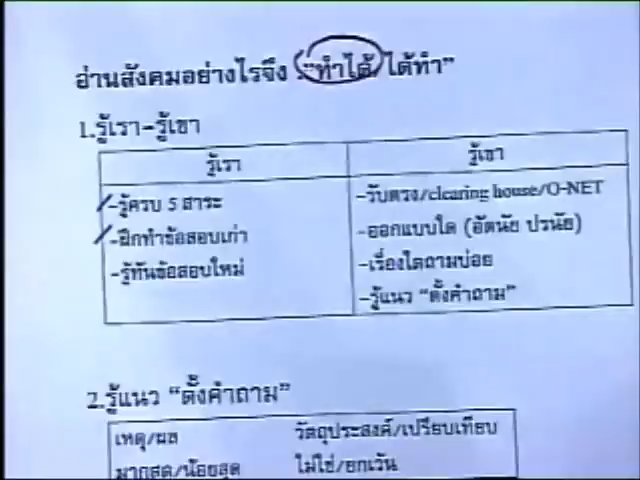 อ่านสังคมอย่างไรจึง "ทำได้ ได้ทำ"
1.รู้เรา-รู้เขา
รู้เรา
รู้เขา
-รู้ครบ 5 สาระ
-ฝึกทำข้อสอบเก่า
-รู้ทันข้อสอบใหม่
-รับตรง/clearing house/O-NET
-ออกแบบใด (อัตนัย ปรนัย)
-เรื่องใดถามบ่อย
-รู้แนว "ตั้งคำถาม"
2.รู้แนว "ตั้งคำถาม"
เหตุ/ผล
วัตถุประสงค์/เปรียบเทียบ
มากสุด/น้อยสุด
ไม่ใช่/ยกเว้น